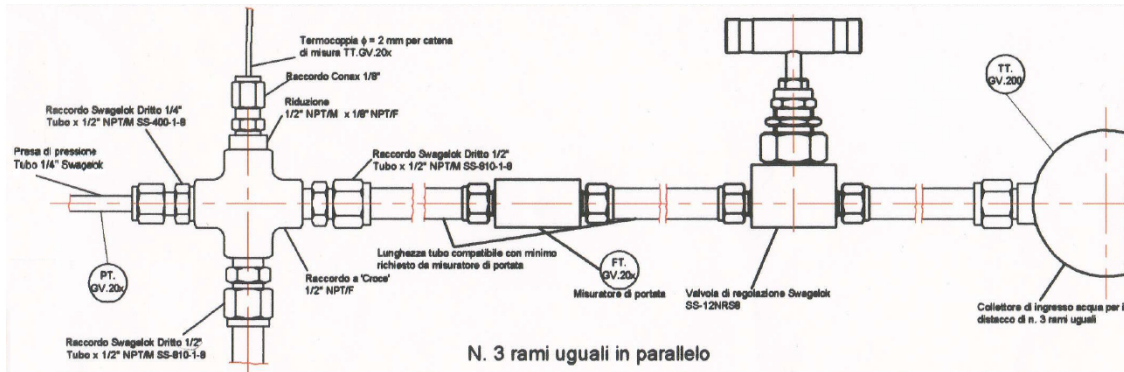 Termocoppia ϕ = 2 mm per catena
di misura TT.GV.20x
Raccordo Conax 1/8"
Riduzione
1/2" NPT/M x 1/8" NPT/F
Raccordo Swagelok Dritto 1/4"
Tubo x 1/2" NPT/M SS-400-1-8
Presa di pressione
Tubo 1/4" Swagelok
Raccordo Swagelok Dritto 1/2"
Tubo x 1/2" NPT/M SS-810-1-8
TT.
GV.200
PT.
GV.20x
Lunghezza tubo compatibile con minimo
richiesto da misuratore di portata
FT.
GV.20x
Misuratore di portata
Raccordo a 'Croce'
1/2" NPT/F
Valvola di regolazione Swagelok
SS-12NRS8
Collettore di ingresso acqua per i
distacco di n. 3 rami uguali
Raccordo Swagelok Dritto 1/2"
Tubo x 1/2" NPT/M SS-810-1-8
N. 3 rami uguali in parallelo